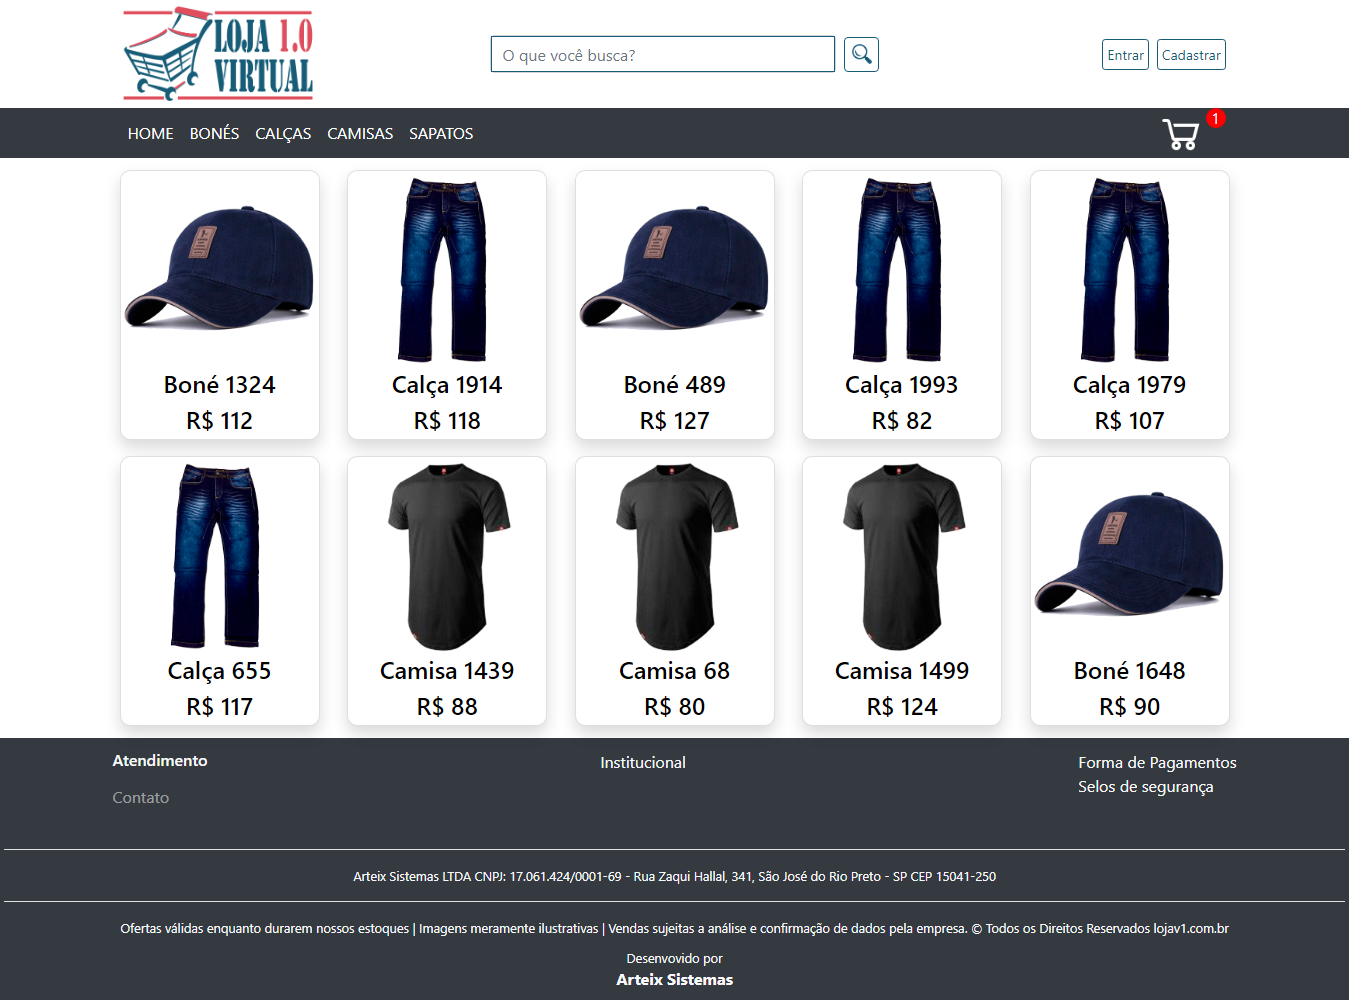 LOJA 1.0
VIRTUAL
O que você busca?
Entrar
Cadastrar
HOME
BONÉS
CALÇAS
CAMISAS
SAPATOS
1
Boné 1324
R$ 112
Calça 1914
R$ 118
Boné 489
R$ 127
Calça 1993
R$ 82
Calça 1979
R$ 107
Calça 655
R$ 117
Camisa 1439
R$ 88
Camisa 68
R$ 80
Camisa 1499
R$ 124
Boné 1648
R$ 90
Atendimento
Contato
Institucional
Forma de Pagamentos
Selos de segurança
Arteix Sistemas LTDA CNPJ: 17.061.424/0001-69 - Rua Zaqui Hallal, 341, São José do Rio Preto - SP CEP 15041-250
Ofertas válidas enquanto durarem nossos estoques | Imagens meramente ilustrativas | Vendas sujeitas a análise e confirmação de dados pela empresa. © Todos os Direitos Reservados lojav1.com.br
Desenvovido por
Arteix Sistemas